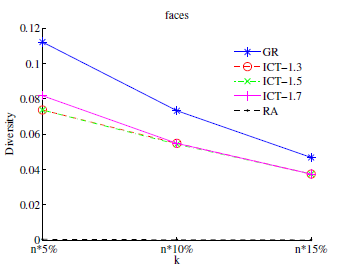 faces
Diversity
0.12
0.1
0.08
0.06
0.04
0.02
0
n*5%
n*10%
n*15%
k
GR
ICT−1.3
ICT−1.5
ICT−1.7
RA